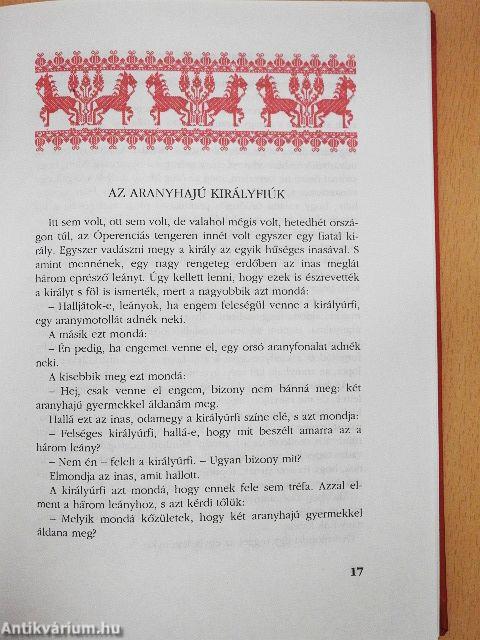 AZ ARANYHAJÚ KIRÁLYFIÚK
Itt sem volt, ott sem volt, de valahol mégis volt, hetedhét orszá-
gon túl, az Óperenciás tengeren innét volt egyszer egy fiatal ki-
rály. Egyszer vadászni megy a király az egyik hűséges inasával. S
amint mennének, egy nagy rengeteg erdőben az inas meglát
három eprésző leányt. Úgy kellett lenni, hogy ezek is észrevették
a királyt s föl is ismerték, mert a nagyobbik azt mondá:
– Halljátok-e, leányok, ha engem feleségül venne a királyúrfi,
egy aranymotollát adnék neki.
A másik ezt mondá:
– Én pedig, ha engemet venne el, egy orsó aranyfonalat adnék
neki.
A kisebbik meg ezt mondá:
– Hej, csak venne el engem, bizony nem bánná meg: két
aranyhajú gyermekkel áldanám meg.
Hallá ezt az inas, odamegy a királyúrfi színe elé, s azt mondja:
– Felséges királyúrfi, hallá-e, hogy mit beszélt amarra az a
három leány?
– Nem én – felelt a királyúrfi. – Ugyan bizony mit?
Elmondja az inas, amit hallott.
A királyúrfi azt mondá, hogy ennek fele sem tréfa. Azzal el-
ment a három leányhoz, s azt kérdi tőlük:
– Melyik mondá közületek, hogy két aranyhajú gyermekkel
áldana meg?
17
Antikvárium.hu